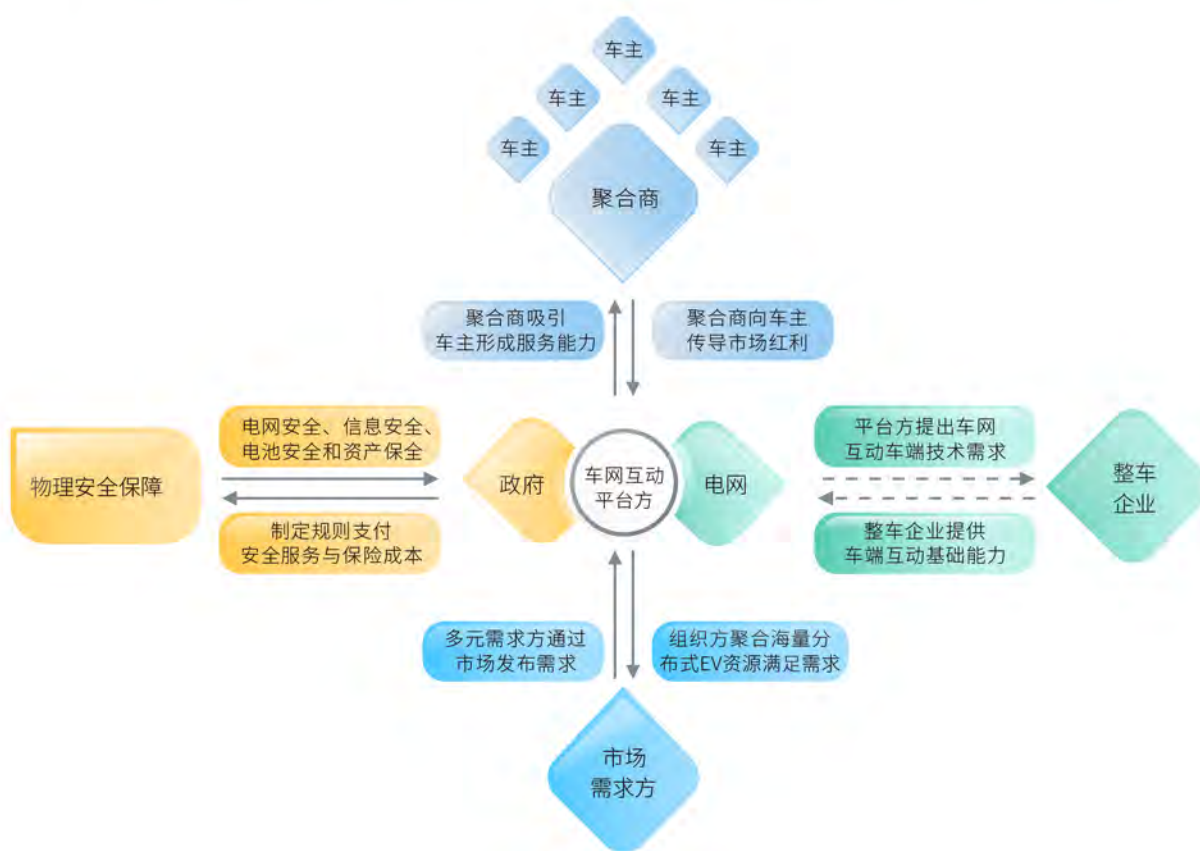 车主
车主
车主
车主
车主
聚合商
聚合商吸引
车主形成服务能力
聚合商向车主
传导市场红利
电网安全、信息安全、
电池安全和资产保全
平台方提出车网
互动车端技术需求
物理安全保障
政府
车网互动
平台方
电网
整车
企业
制定规则支付
安全服务与保险成本
整车企业提供
车端互动基础能力
多元需求方通过
市场发布需求
组织方聚合海量分
布式EV资源满足需求
市场
需求方